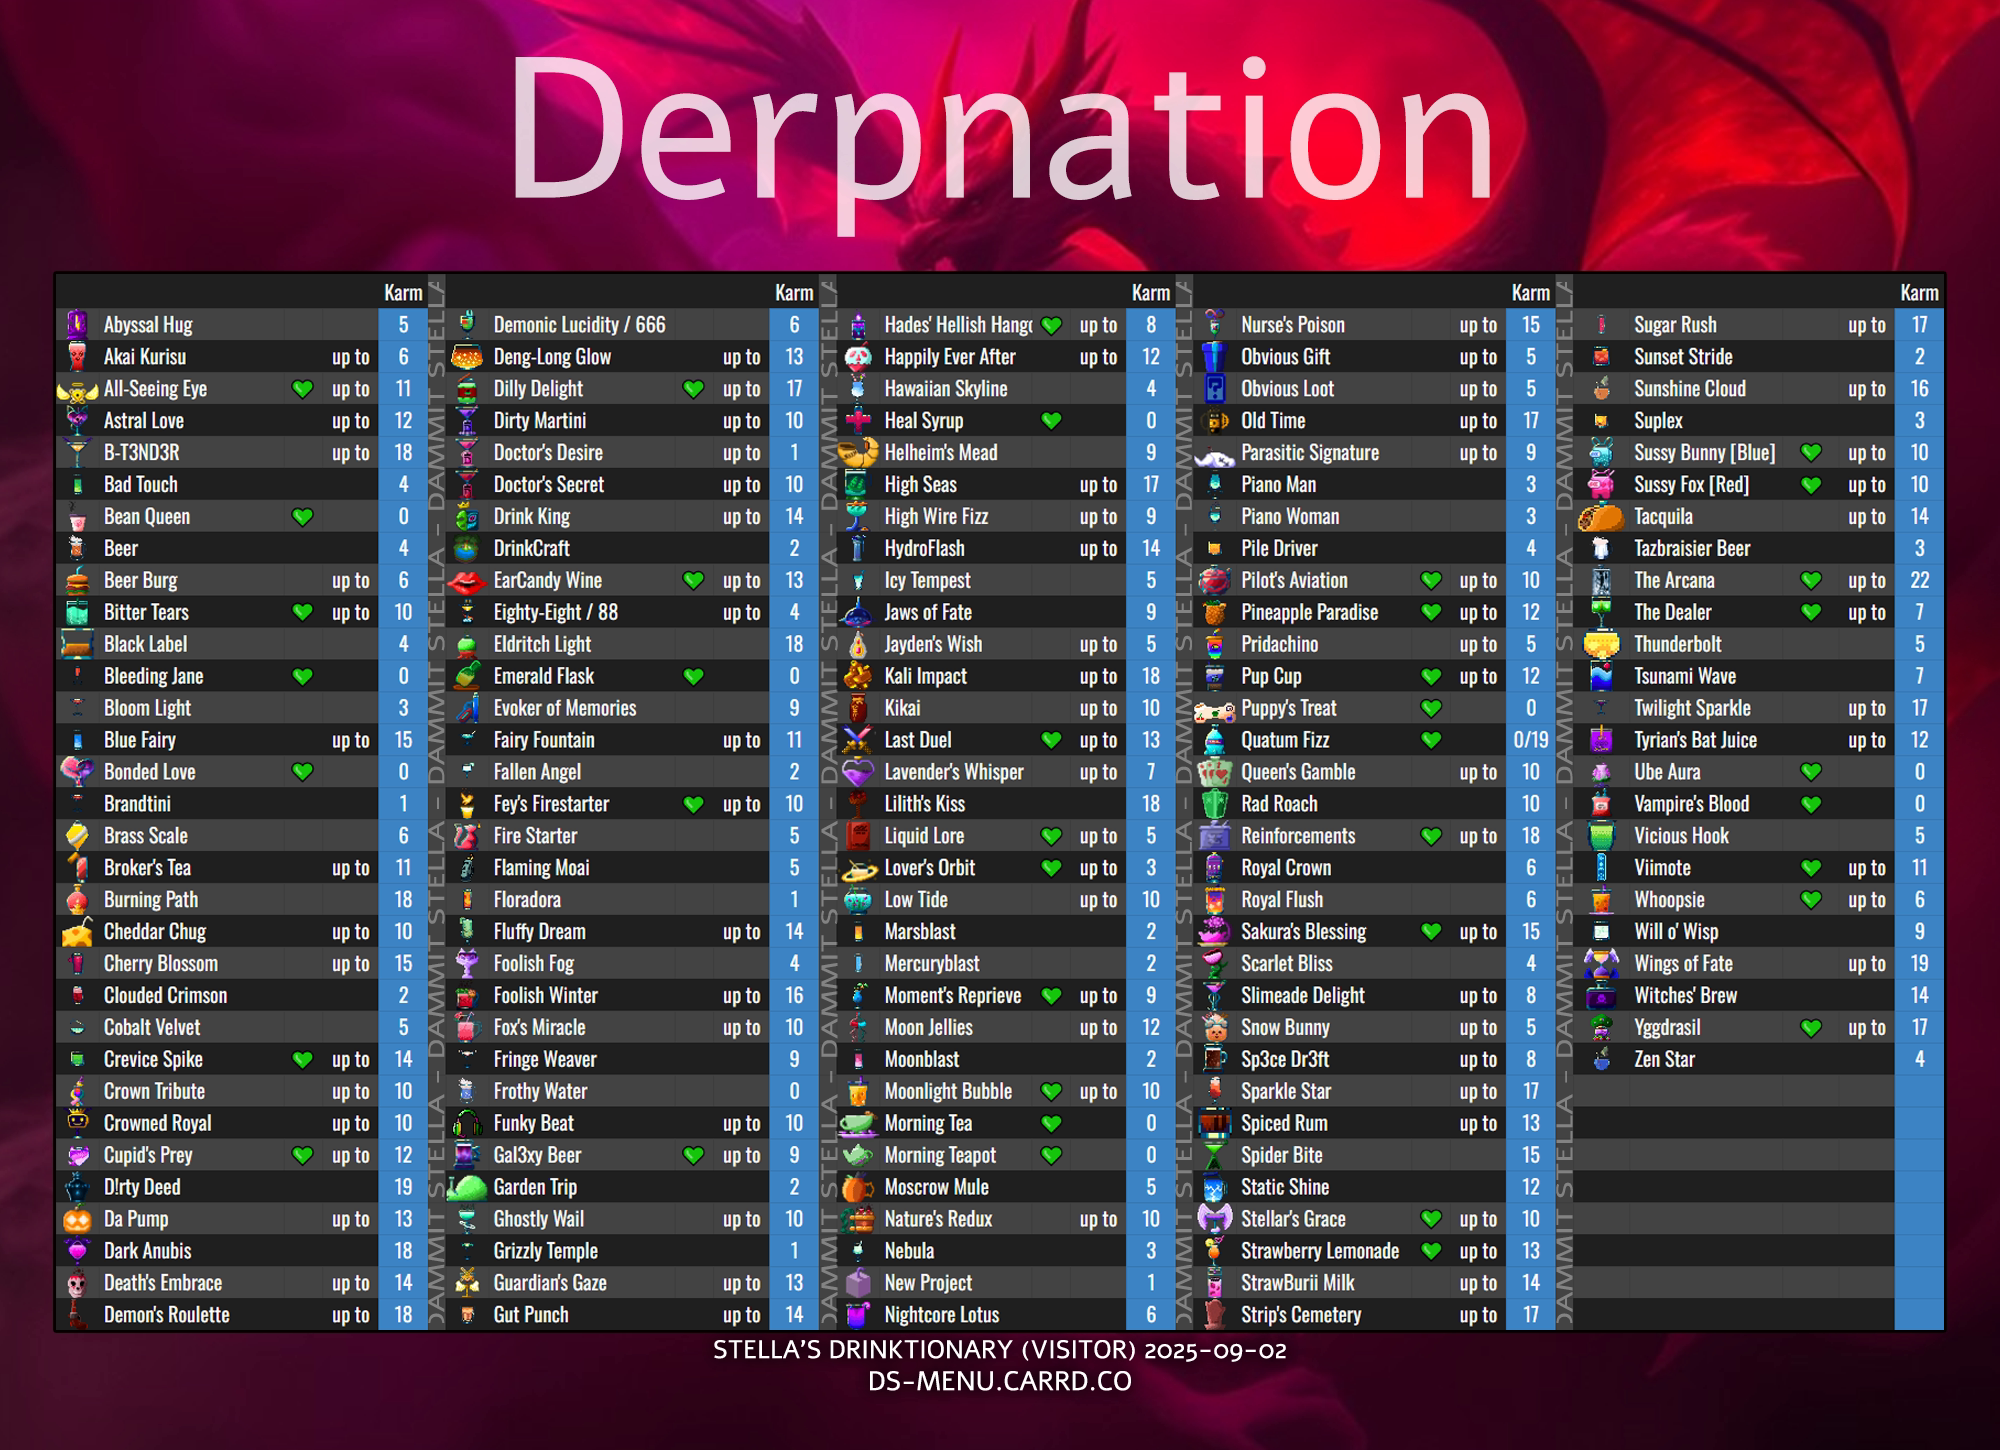 Derpnation
Karm
Abyssal Hug 5
Akai Kurisu up to 6
All-Seeing Eye up to 11
Astral Love up to 12
B-T3ND3R up to 18
Bad Touch 4
Bean Queen 0
Beer 4
Beer Burg up to 6
Bitter Tears up to 10
Black Label 4
Bleeding Jane 0
Bloom Light 3
Blue Fairy up to 15
Bonded Love 0
Brandtini 1
Brass Scale 6
Broker's Tea up to 11
Burning Path 18
Cheddar Chug up to 10
Cherry Blossom up to 15
Clouded Crimson 2
Cobalt Velvet 5
Crevice Spike up to 14
Crown Tribute up to 10
Crowned Royal up to 10
Cupid's Prey up to 12
D!rty Deed 19
Da Pump up to 13
Dark Anubis 18
Death's Embrace up to 14
Demon's Roulette up to 18
STELLA - DAMMIT STELLA - DAMMIT STELLA - DAMMIT STELLA
Karm
Demonic Lucidity / 666 6
Deng-Long Glow up to 13
Dilly Delight up to 17
Dirty Martini up to 10
Doctor's Desire up to 1
Doctor's Secret up to 10
Drink King up to 14
DrinkCraft 2
EarCandy Wine up to 13
Eighty-Eight / 88 up to 4
Eldritch Light 18
Emerald Flask 0
Evoker of Memories 9
Fairy Fountain up to 11
Fallen Angel 2
Fey's Firestarter up to 10
Fire Starter 5
Flaming Moai 5
Floradora 1
Fluffy Dream up to 14
Foolish Fog 4
Foolish Winter up to 16
Fox's Miracle up to 10
Fringe Weaver 9
Frothy Water 0
Funky Beat up to 10
Gal3xy Beer up to 9
Garden Trip 2
Ghostly Wail up to 10
Grizzly Temple 1
Guardian's Gaze up to 13
Gut Punch up to 14
STELLA - DAMMIT STELLA - DAMMIT STELLA - DAMMIT STELLA
Karm
Hades' Hellish Hang up to 8
Happily Ever After up to 12
Hawaiian Skyline 4
Heal Syrup 0
Helheim's Mead 9
High Seas up to 17
High Wire Fizz up to 9
HydroFlash up to 14
Icy Tempest 5
Jaws of Fate 9
Jayden's Wish up to 5
Kali Impact up to 18
Kikai up to 10
Last Duel up to 13
Lavender's Whisper up to 7
Lilith's Kiss 18
Liquid Lore up to 5
Lover's Orbit up to 3
Low Tide up to 10
Marsblast 2
Mercuryblast 2
Moment's Reprieve up to 9
Moon Jellies up to 12
Moonblast 2
Moonlight Bubble up to 10
Morning Tea 0
Morning Teapot 0
Moscrow Mule 5
Nature's Redux up to 10
Nebula 3
New Project 1
Nightcore Lotus 6
STELLA - DAMMIT STELLA - DAMMIT STELLA - DAMMIT STELLA
Karm
Nurse's Poison up to 15
Obvious Gift up to 5
Obvious Loot up to 5
Old Time up to 17
Parasitic Signature up to 9
Piano Man 3
Piano Woman 3
Pile Driver 4
Pilot's Aviation up to 10
Pineapple Paradise up to 12
Pridachino up to 5
Pup Cup up to 12
Puppy's Treat 0
Quatum Fizz 0/19
Queen's Gamble up to 10
Rad Roach 10
Reinforcements up to 18
Royal Crown 6
Royal Flush 6
Sakura's Blessing up to 15
Scarlet Bliss 4
Slimeade Delight up to 8
Snow Bunny up to 5
Sp3ce Dr3ft up to 8
Sparkle Star up to 17
Spiced Rum up to 13
Spider Bite 15
Static Shine 12
Stellar's Grace up to 10
Strawberry Lemonade up to 13
StrawBurii Milk up to 14
Strip's Cemetery up to 17
STELLA - DAMMIT STELLA - DAMMIT STELLA - DAMMIT STELLA
Karm
Sugar Rush up to 17
Sunset Stride 2
Sunshine Cloud up to 16
Suplex 3
Sussy Bunny [Blue] up to 10
Sussy Fox [Red] up to 10
Tacquila up to 14
Tazbraisier Beer 3
The Arcana up to 22
The Dealer up to 7
Thunderbolt 5
Tsunami Wave 7
Twilight Sparkle up to 17
Tyrian's Bat Juice up to 12
Ube Aura 0
Vampire's Blood 0
Vicious Hook 5
Viimote up to 11
Whoopsie up to 6
Will o' Wisp 9
Wings of Fate up to 19
Witches' Brew 14
Yggdrasil up to 17
Zen Star 4
STELLA'S DRINKTIONARY (VISITOR) 2025-09-02
DS-MENU.CARRD.CO